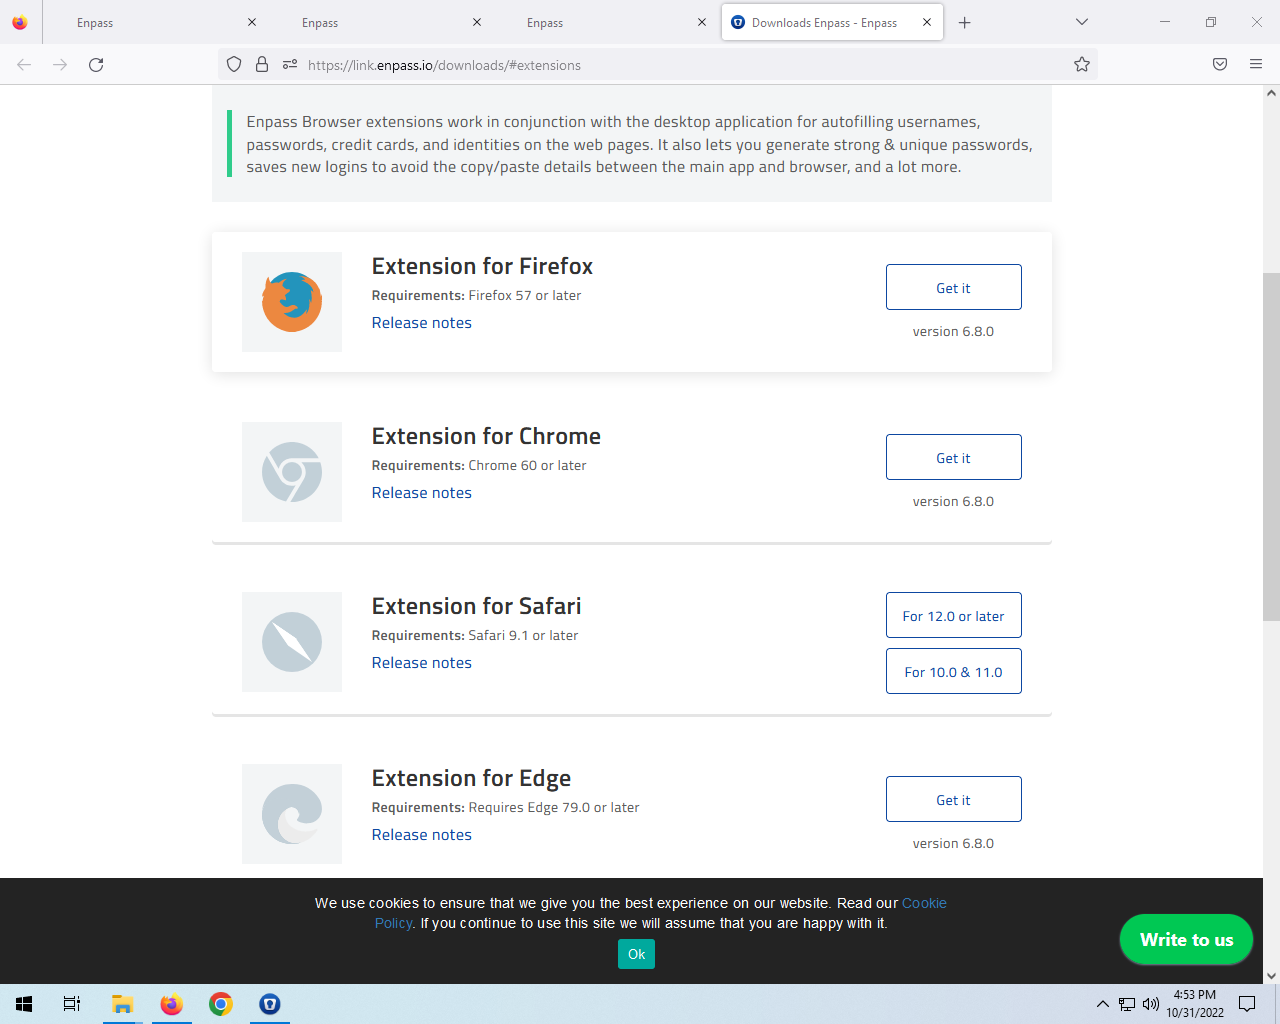 Enpass
Enpass
Enpass
Downloads Enpass - Enpass
https://link.enpass.io/downloads/#extensions
Enpass Browser extensions work in conjunction with the desktop application for autofilling usernames,
passwords, credit cards, and identities on the web pages. It also lets you generate strong & unique passwords,
saves new logins to avoid the copy/paste details between the main app and browser, and a lot more.
Extension for Firefox
Requirements: Firefox 57 or later
Release notes
Get it
version 6.8.0
Extension for Chrome
Requirements: Chrome 60 or later
Release notes
Get it
version 6.8.0
Extension for Safari
Requirements: Safari 9.1 or later
Release notes
For 12.0 or later
For 10.0 & 11.0
Extension for Edge
Requirements: Requires Edge 79.0 or later
Release notes
Get it
version 6.8.0
We use cookies to ensure that we give you the best experience on our website. Read our Cookie
Policy. If you continue to use this site we will assume that you are happy with it.
Ok
Write to us
4:53 PM
10/31/2022